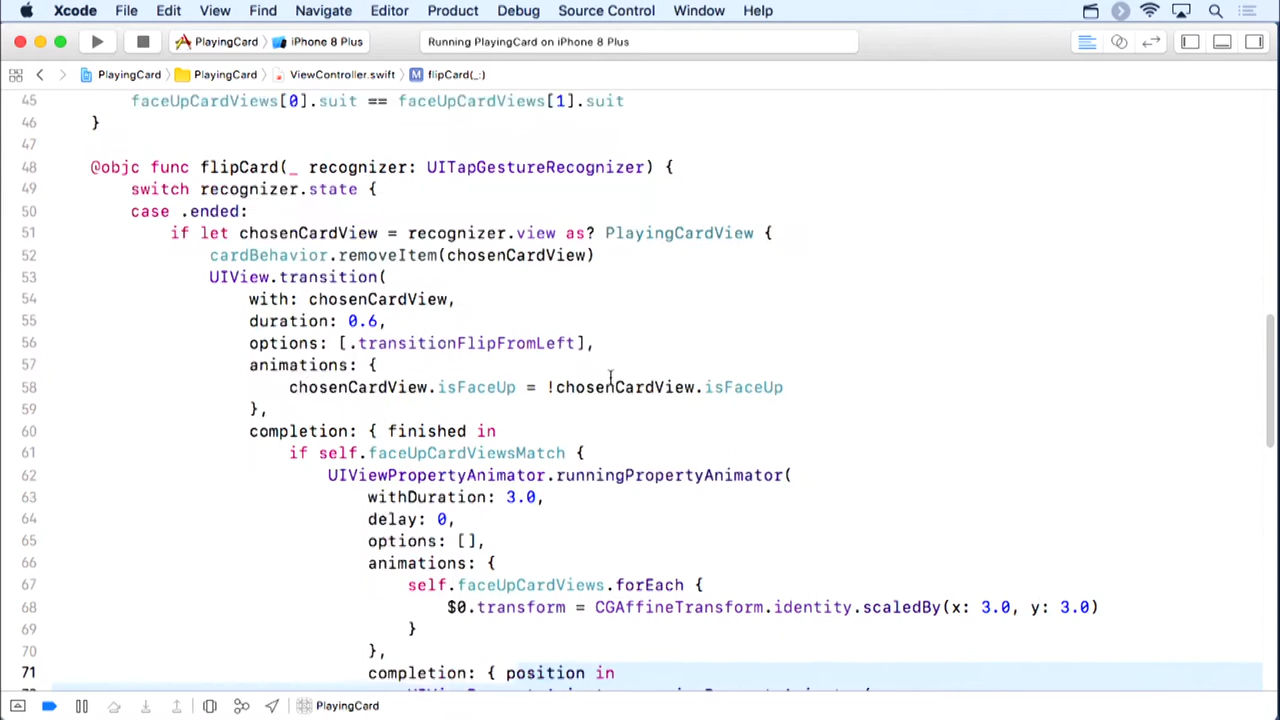 Xcode File Edit View Find Navigate Editor Product Debug Source Control Window Help
PlayingCard iPhone 8 Plus Running PlayingCard on iPhone 8 Plus
PlayingCard PlayingCard ViewController.swift M flipCard(_:)
45 faceUpCardViews[0].suit == faceUpCardViews[1].suit
46 }
47
48 @objc func flipCard(_ recognizer: UITapGestureRecognizer) {
49 switch recognizer.state {
50 case .ended:
51 if let chosenCardView = recognizer.view as? PlayingCardView {
52 cardBehavior.removeItem(chosenCardView)
53 UIView.transition(
54 with: chosenCardView,
55 duration: 0.6,
56 options: [.transitionFlipFromLeft],
57 animations: {
58 chosenCardView.isFaceUp = !chosenCardView.isFaceUp
59 },
60 completion: { finished in
61 if self.faceUpCardViewsMatch {
62 UIViewPropertyAnimator.runningPropertyAnimator(
63 withDuration: 3.0,
64 delay: 0,
65 options: [],
66 animations: {
67 self.faceUpCardViews.forEach {
68 $0.transform = CGAffineTransform.identity.scaledBy(x: 3.0, y: 3.0)
69 }
70 },
71 completion: { position in
PlayingCard